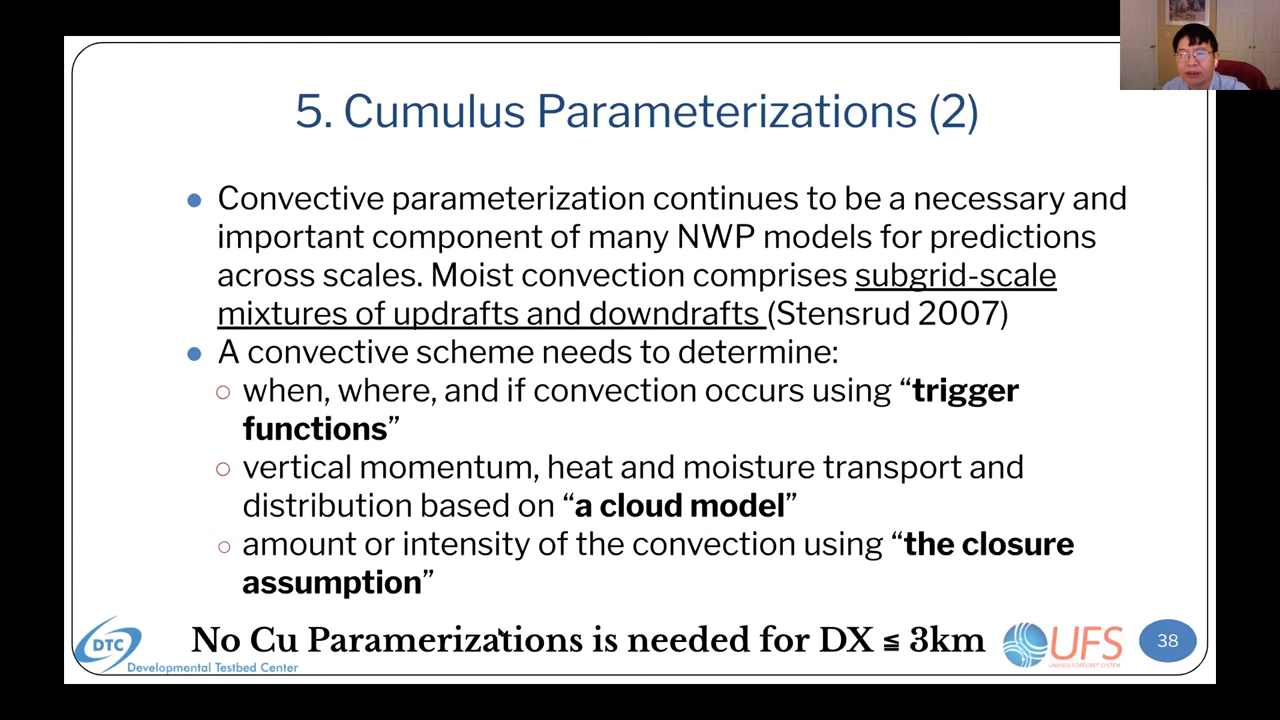 5. Cumulus Parameterizations (2)
● Convective parameterization continues to be a necessary and
important component of many NWP models for predictions
across scales. Moist convection comprises subgrid-scale
mixtures of updrafts and downdrafts (Stensrud 2007)
● A convective scheme needs to determine:
○ when, where, and if convection occurs using “trigger
functions”
○ vertical momentum, heat and moisture transport and
distribution based on “a cloud model”
○ amount or intensity of the convection using “the closure
assumption”
No Cu Paramerizations is needed for DX ≦ 3km
DTC
Developmental Testbed Center
UFS
UNIFIED FORECAST SYSTEM
38